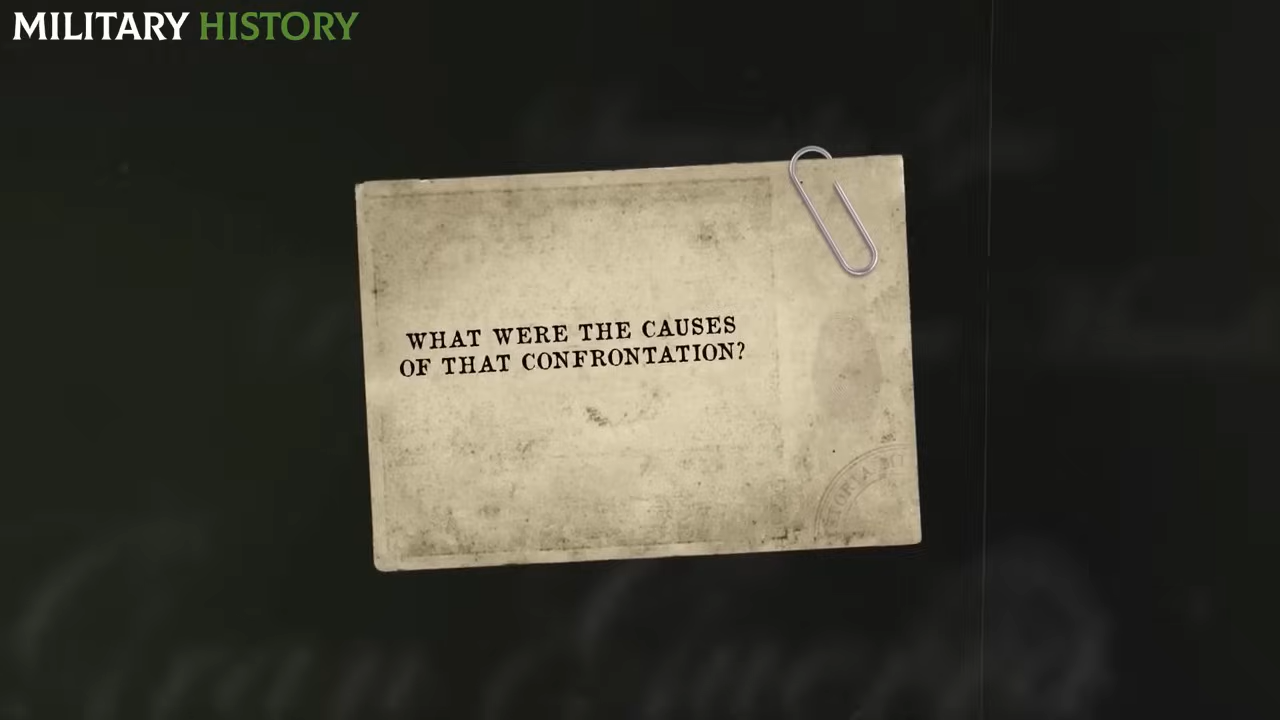 MILITARY HISTORY
WHAT WERE THE CAUSES
OF THAT CONFRONTATION?